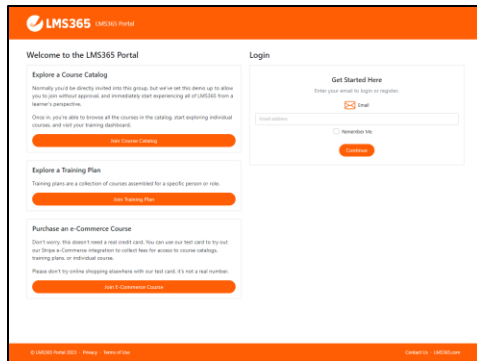 LMS365 LMS365 Portal
Welcome to the LMS365 Portal
Explore a Course Catalog
Normally you'd be directly invited into this group, but we've set this demo up to allow
you to join without approval, and immediately start experiencing all of LMS365 from a
learner's perspective.
Once in, you're able to browse all the courses in the catalog, start exploring individual
courses, and visit your training dashboard.
Join Course Catalog
Explore a Training Plan
Training plans are a collection of courses assembled for a specific person or role.
Join Training Plan
Purchase an e-Commerce Course
Don't worry, this doesn't need a real credit card. You can use our test card to try out
our Stripe e-Commerce integration to collect fees for access to course catalogs,
training plans, or individual course.
Please don't try online shopping elsewhere with our test card, it's not a real number.
Join E-Commerce Course
Login
Get Started Here
Enter your email to login or register.
Email
Email address
Remember Me
Continue
© LMS365 Portal 2023 - Privacy - Terms of Use
Contact Us - LMS365.com